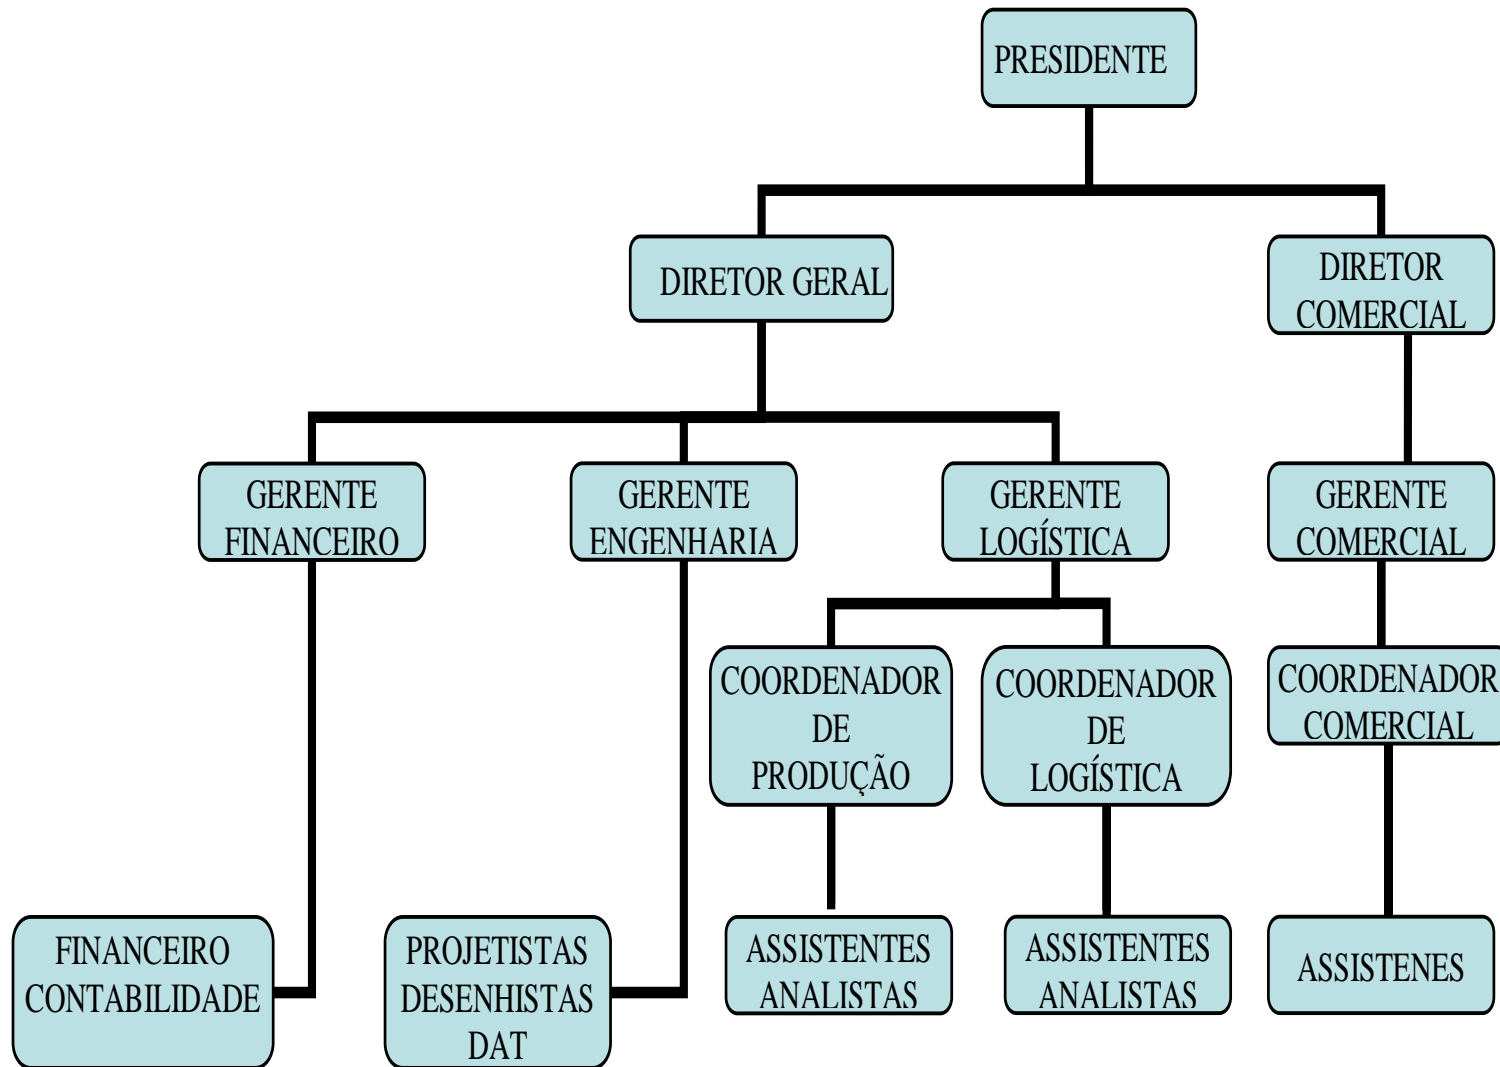 PRESIDENTE
DIRETOR GERAL
DIRETOR
COMERCIAL
GERENTE
FINANCEIRO
GERENTE
ENGENHARIA
GERENTE
LOGÍSTICA
GERENTE
COMERCIAL
COORDENADOR
DE
PRODUÇÃO
COORDENADOR
DE
LOGÍSTICA
COORDENADOR
COMERCIAL
FINANCEIRO
CONTABILIDADE
PROJETISTAS
DESENHISTAS
DAT
ASSISTENTES
ANALISTAS
ASSISTENTES
ANALISTAS
ASSISTENES